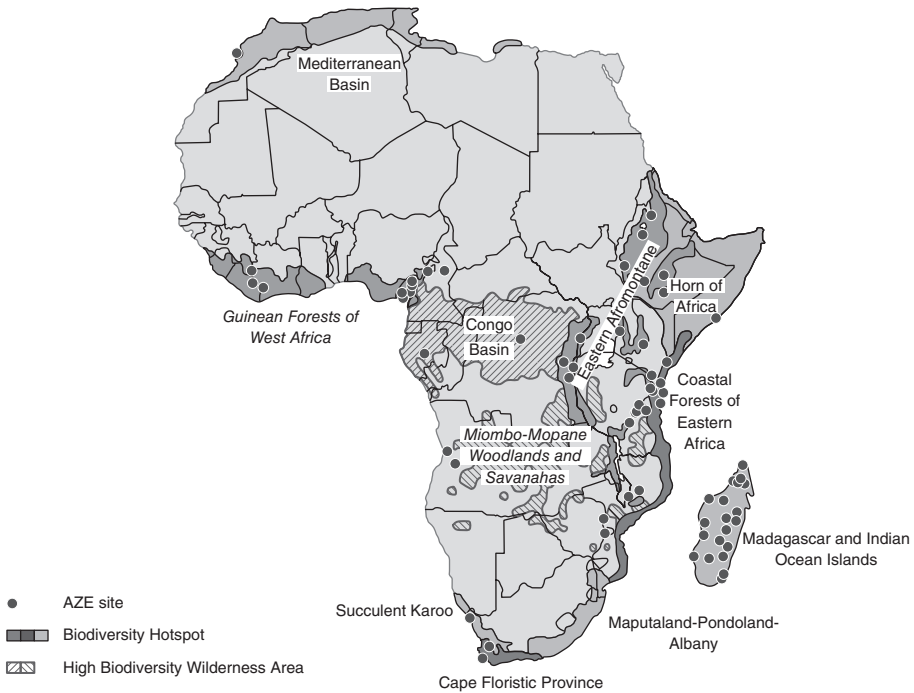 Mediterranean
Basin
Eastern Afromontane
Horn of
Africa
Guinean Forests of
West Africa
Congo
Basin
Coastal
Forests of
Eastern
Africa
Miombo-Mopane
Woodlands and
Savanahas
Madagascar and Indian
Ocean Islands
Succulent Karoo
Maputaland-Pondoland-
Albany
Cape Floristic Province
AZE site
Biodiversity Hotspot
High Biodiversity Wilderness Area